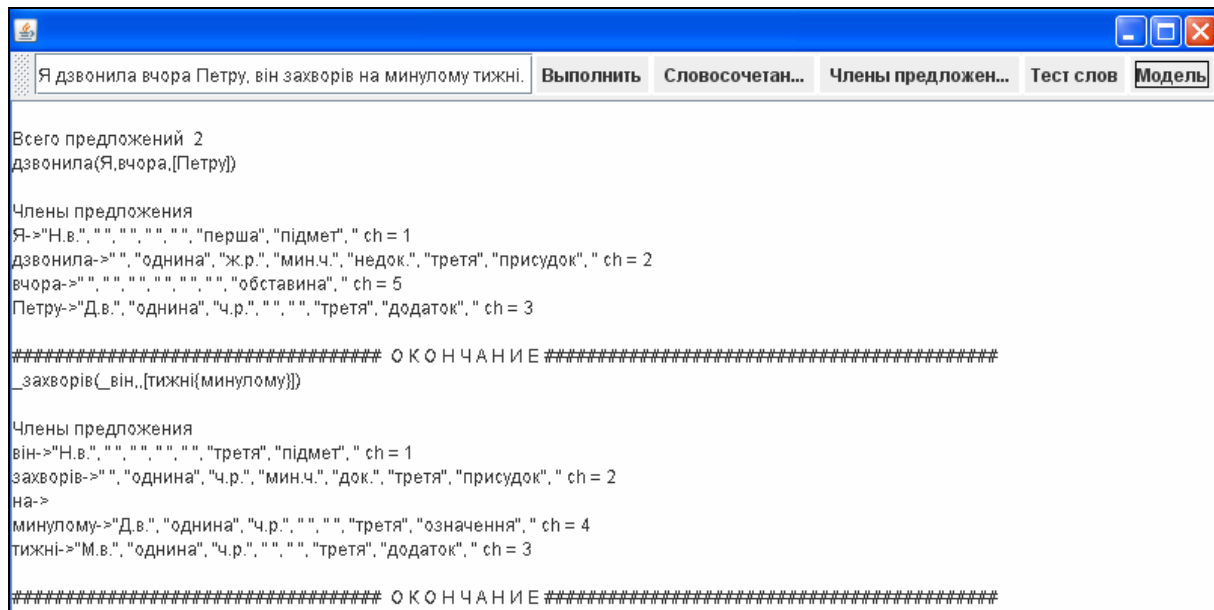 Я дзвонила вчора Петру, він захворів на минулому тижні. Выполнить Словосочетан... Члены предложен... Тест слов Модель
Всего предложений 2
дзвонила(Я,вчора,[Петру])
Члены предложения
Я->"Н.в.", " ", " ", " ", " ", "перша", "підмет", " ch = 1
дзвонила->" ", "однина", "ж.р.", "мин.ч.", "недок.", "третя", "присудок", " ch = 2
вчора->" ", " ", " ", " ", " ", " ", "обставина", " ch = 5
Петру->"Д.в.", "однина", "ч.р.", " ", " ", "третя", "додаток", " ch = 3
################################### О К О Н Ч А Н И Е ###########################################
_захворів(_він,,[тижні{минулому}])
Члены предложения
він->"Н.в.", " ", " ", " ", " ", "третя", "підмет", " ch = 1
захворів->" ", "однина", "ч.р.", "мин.ч.", "док.", "третя", "присудок", " ch = 2
на->
минулому->"Д.в.", "однина", "ч.р.", " ", " ", "третя", "означення", " ch = 4
тижні->"М.в.", "однина", "ч.р.", " ", " ", "третя", "додаток", " ch = 3
################################### О К О Н Ч А Н И Е ###########################################